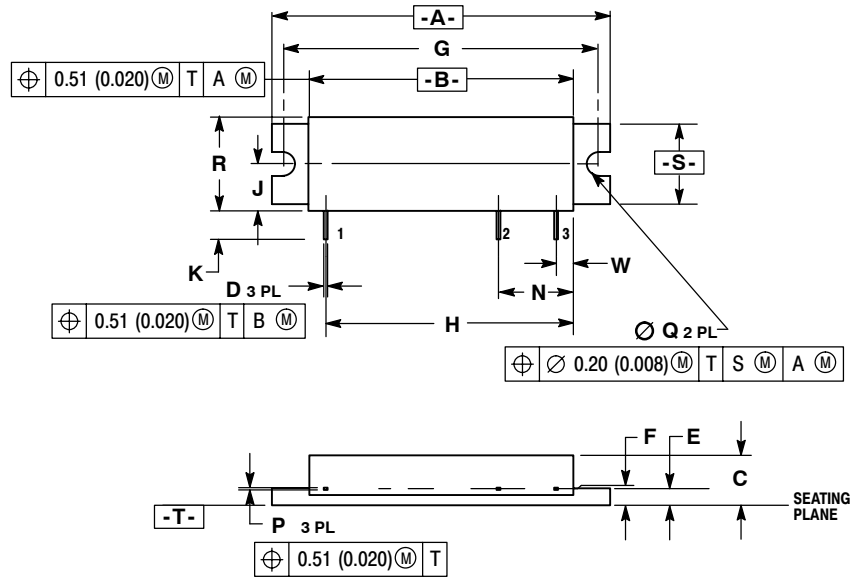 -A-
G
⌖ 0.51 (0.020) Ⓜ T A Ⓜ
-B-
R
J
-S-
1
2
3
K
W
D 3 PL
N
⌖ 0.51 (0.020) Ⓜ T B Ⓜ
H
∅ Q 2 PL
⌖ ∅ 0.20 (0.008) Ⓜ T S Ⓜ A Ⓜ
F
E
C
-T-
SEATING
PLANE
P 3 PL
⌖ 0.51 (0.020) Ⓜ T